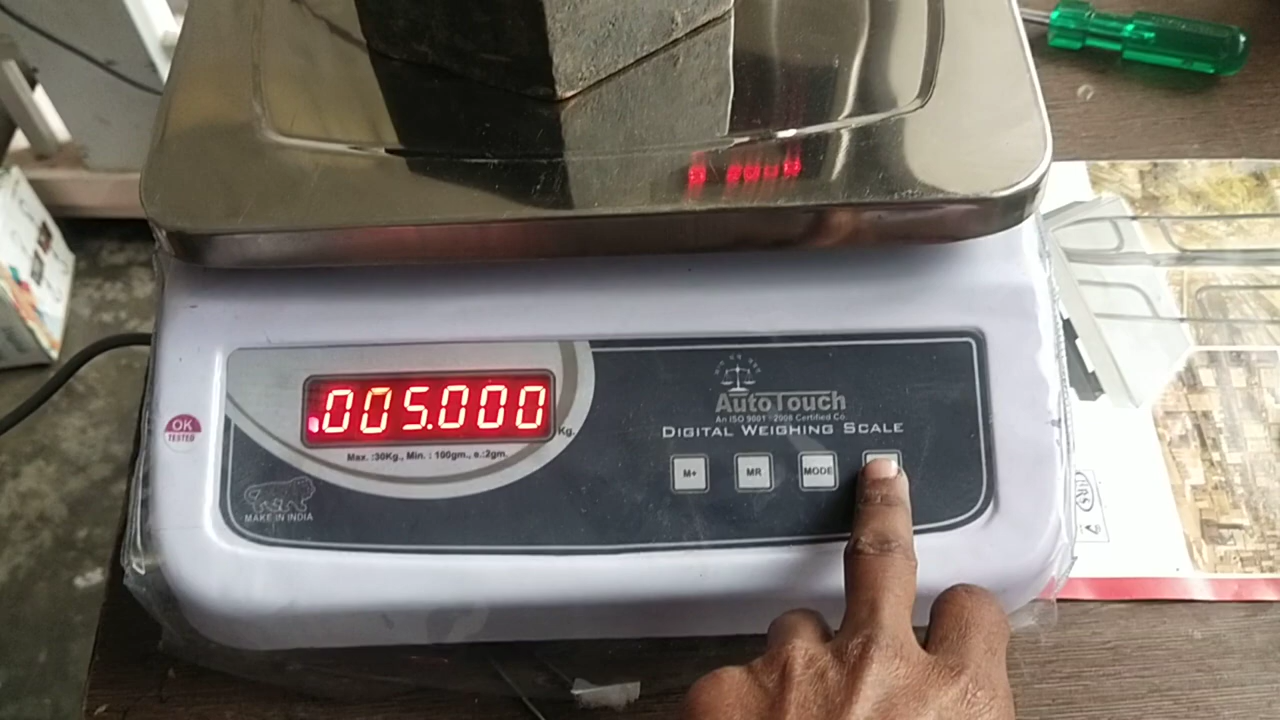 005.000
Kg.
Max. :30Kg., Min. : 100gm., e.:2gm.
OK
TESTED
MAKE IN INDIA
AutoTouch
An ISO 9001 - 2008 Certified Co.
DIGITAL WEIGHING SCALE
M+
MR
MODE